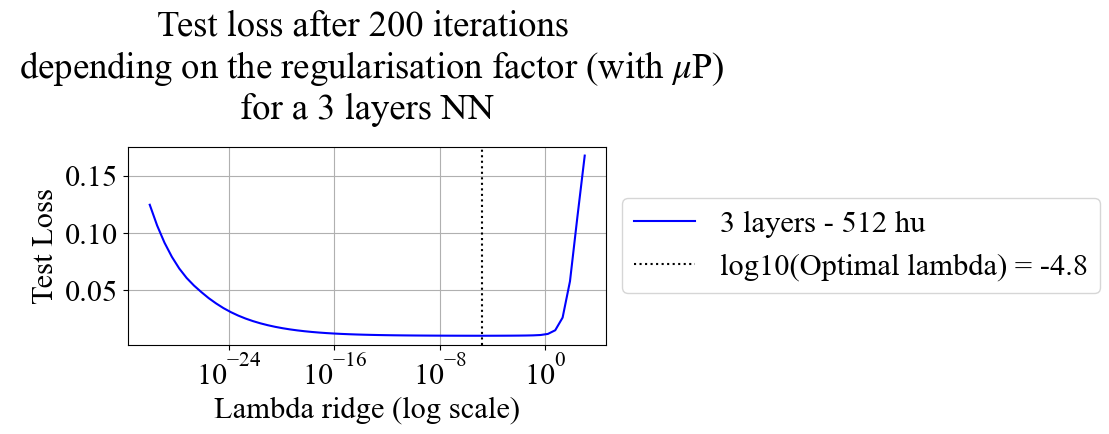 Test loss after 200 iterations
depending on the regularisation factor (with μP)
for a 3 layers NN
0.15
0.10
0.05
Test Loss
10⁻²⁴ 10⁻¹⁶ 10⁻⁸ 10⁰
Lambda ridge (log scale)
3 layers - 512 hu
log10(Optimal lambda) = -4.8